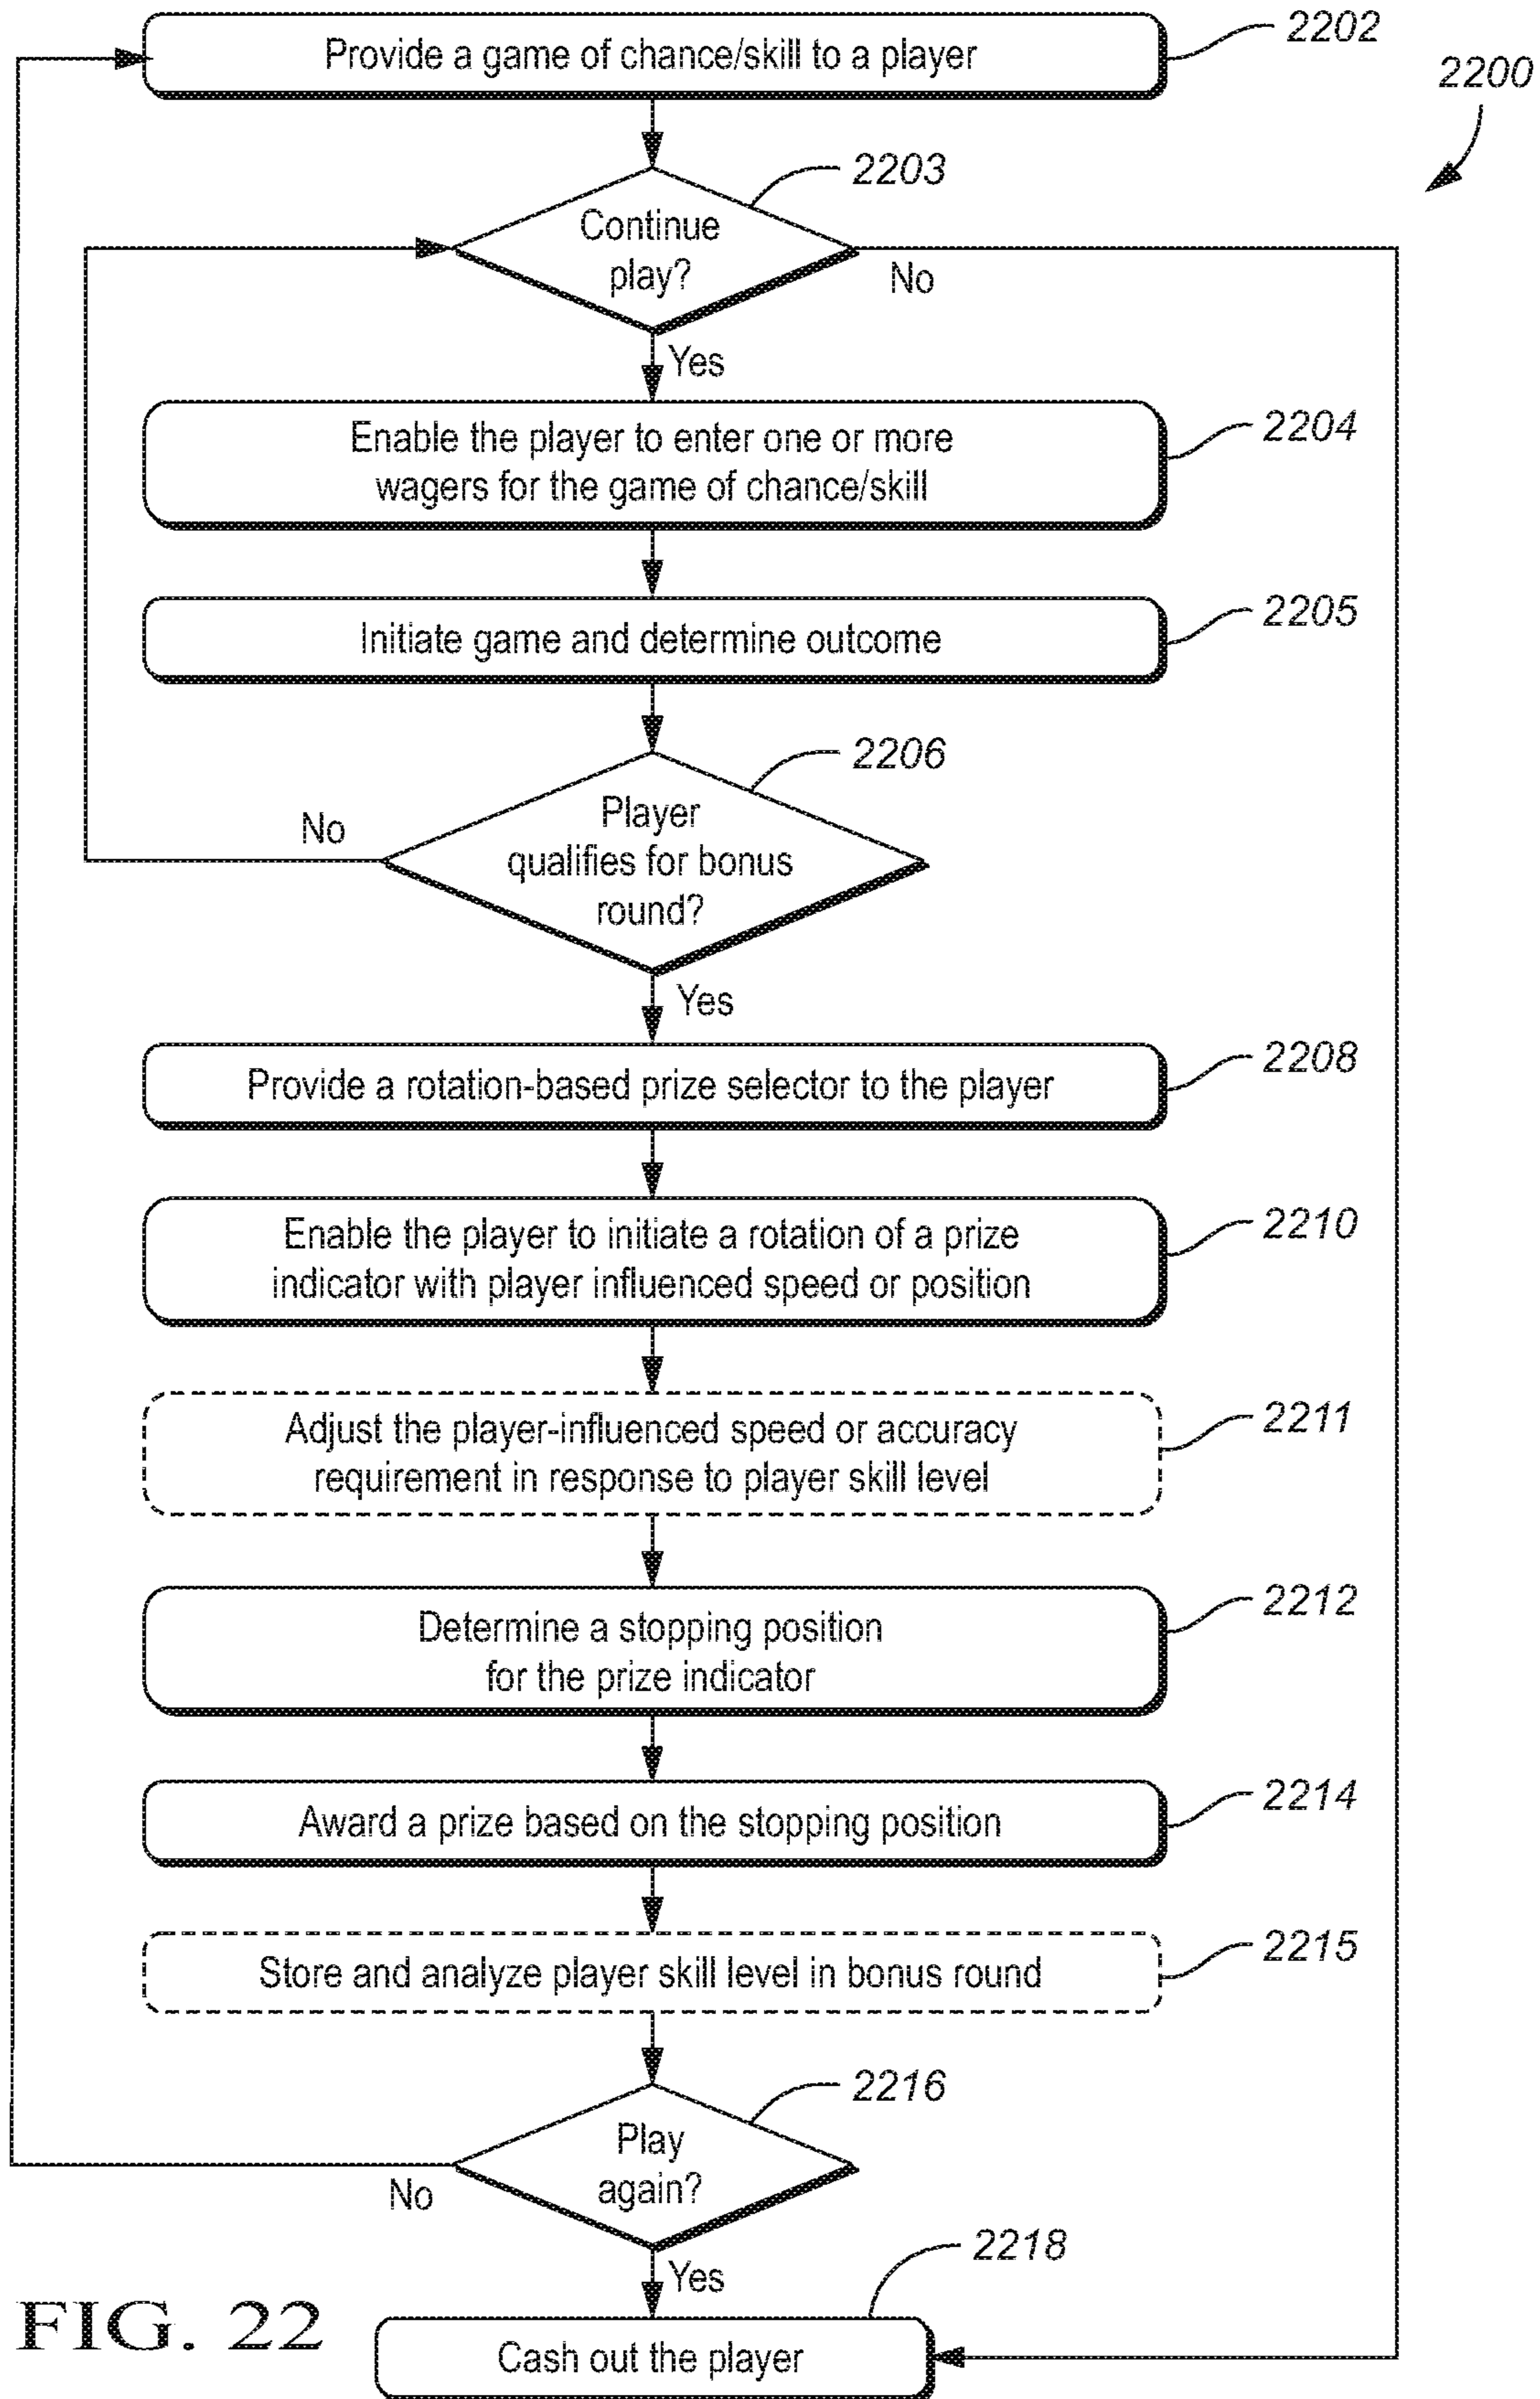 Provide a game of chance/skill to a player
2202
2200
2203
Continue
play?
No
Yes
Enable the player to enter one or more
wagers for the game of chance/skill
2204
Initiate game and determine outcome
2205
2206
Player
qualifies for bonus
round?
No
Yes
Provide a rotation-based prize selector to the player
2208
Enable the player to initiate a rotation of a prize
indicator with player influenced speed or position
2210
Adjust the player-influenced speed or accuracy
requirement in response to player skill level
2211
Determine a stopping position
for the prize indicator
2212
Award a prize based on the stopping position
2214
Store and analyze player skill level in bonus round
2215
2216
Play
again?
No
Yes
2218
Cash out the player
FIG. 22